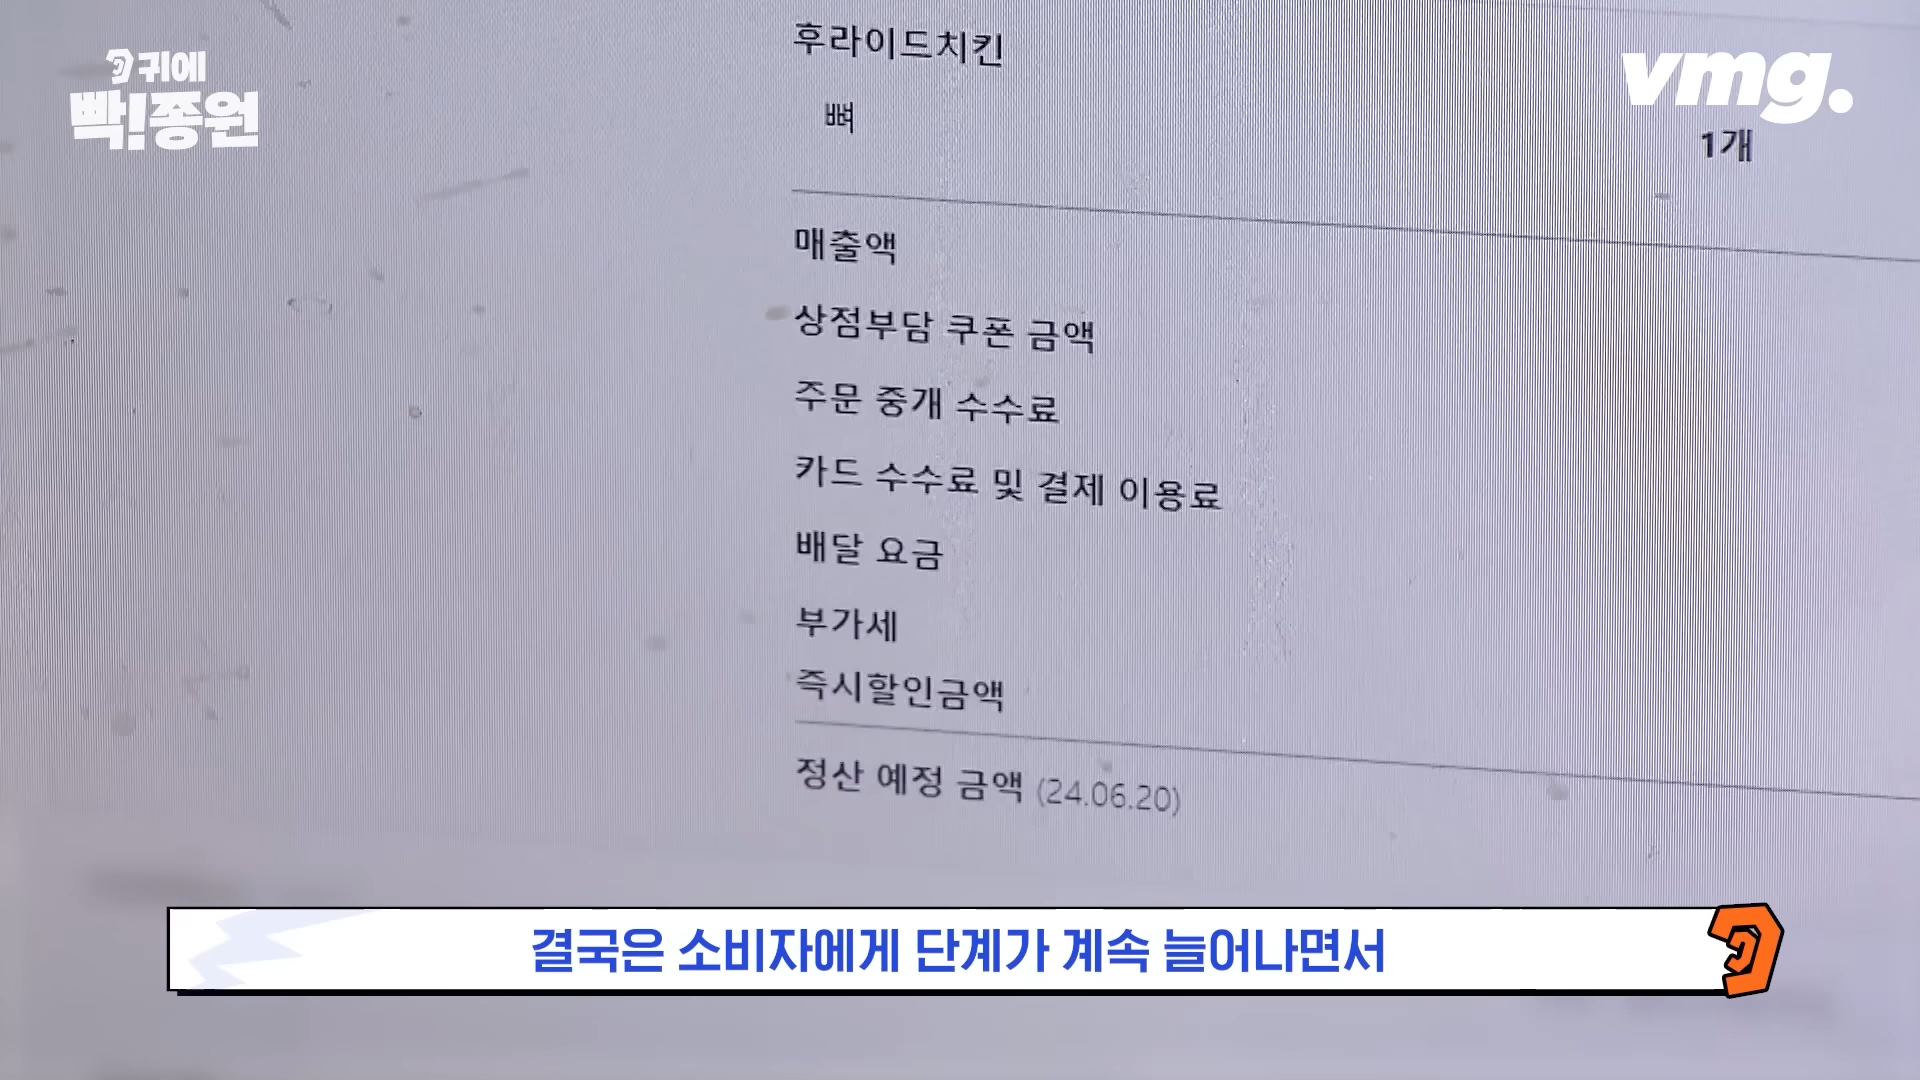 귀에
빡!종원
vmg.
후라이드치킨
뼈
1개
매출액
상점부담 쿠폰 금액
주문 중개 수수료
카드 수수료 및 결제 이용료
배달 요금
부가세
즉시할인금액
정산 예정 금액 (24.06.20)
결국은 소비자에게 단계가 계속 늘어나면서